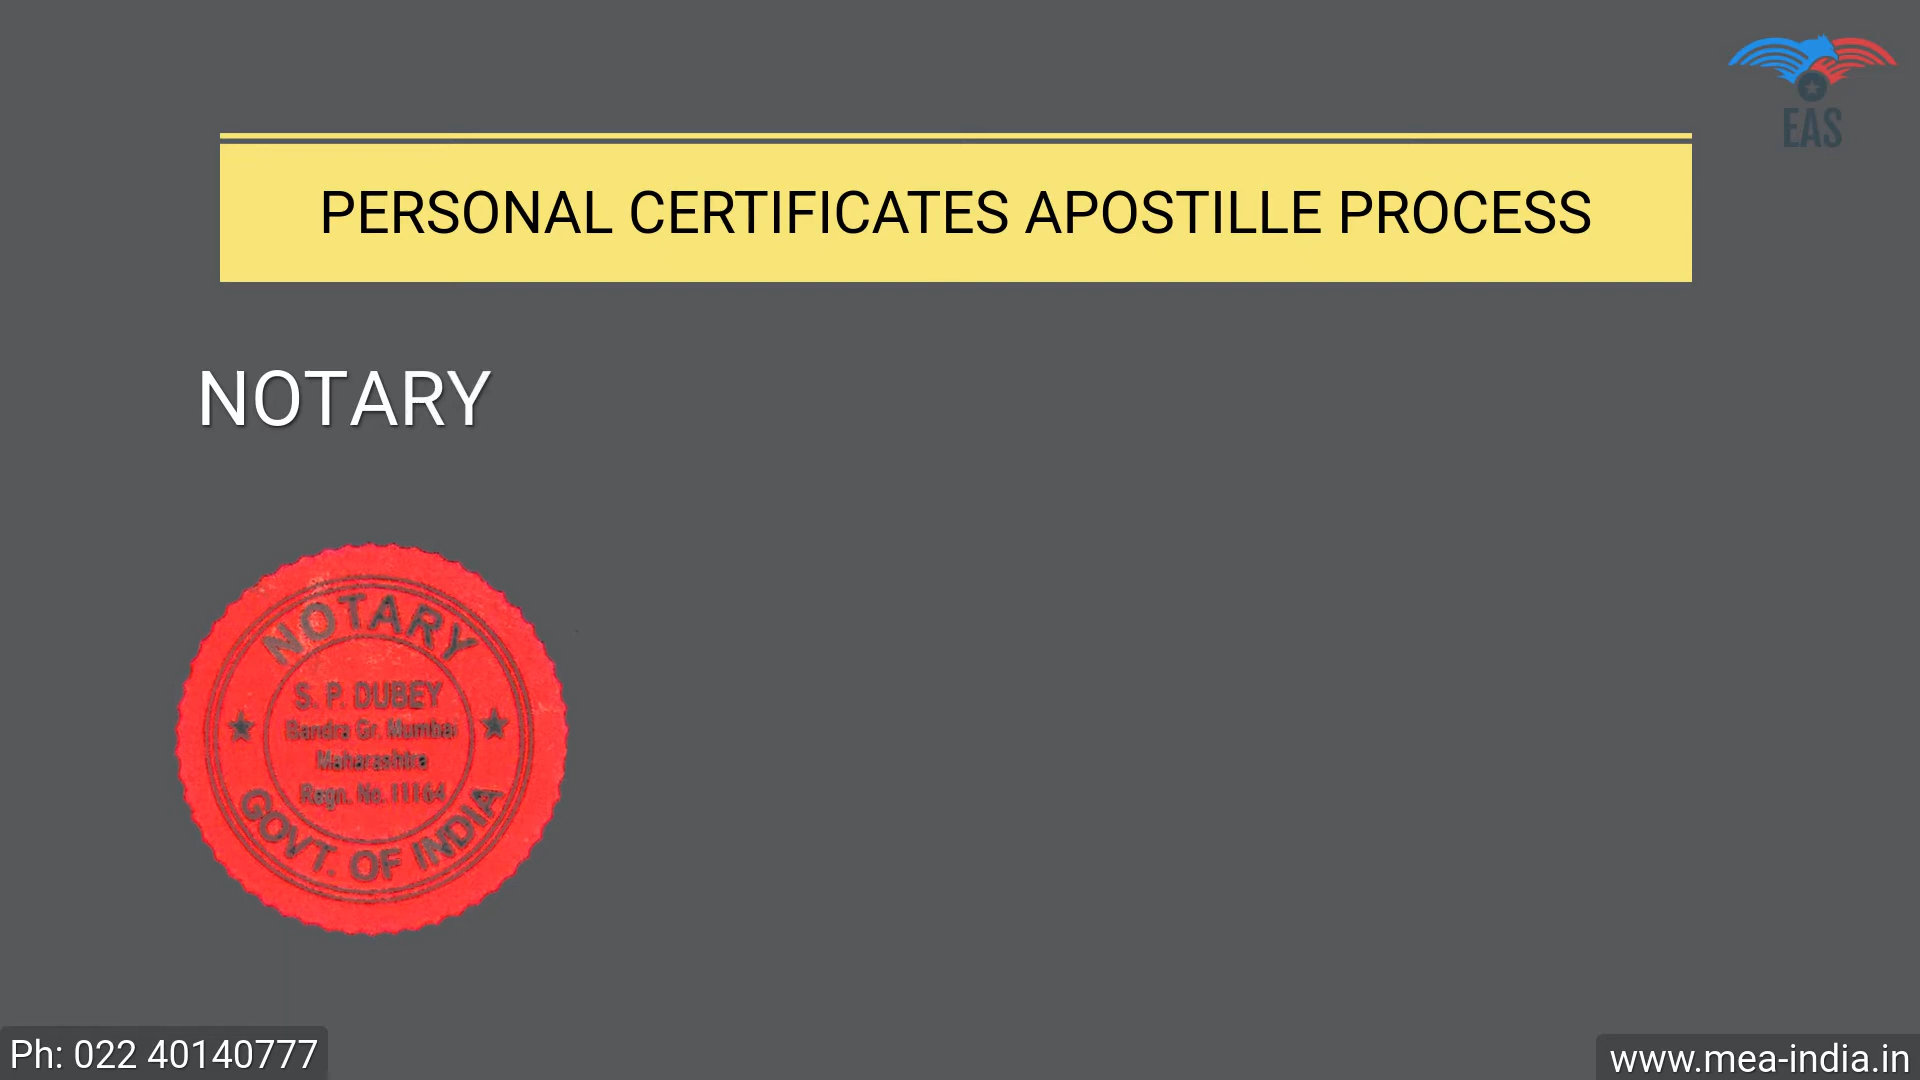 EAS
PERSONAL CERTIFICATES APOSTILLE PROCESS
NOTARY
NOTARY
S. P. DUBEY
Bandra Gr. Mumbai
Maharashtra
Regn. No. 11164
GOVT. OF INDIA
Ph: 022 40140777
www.mea-india.in